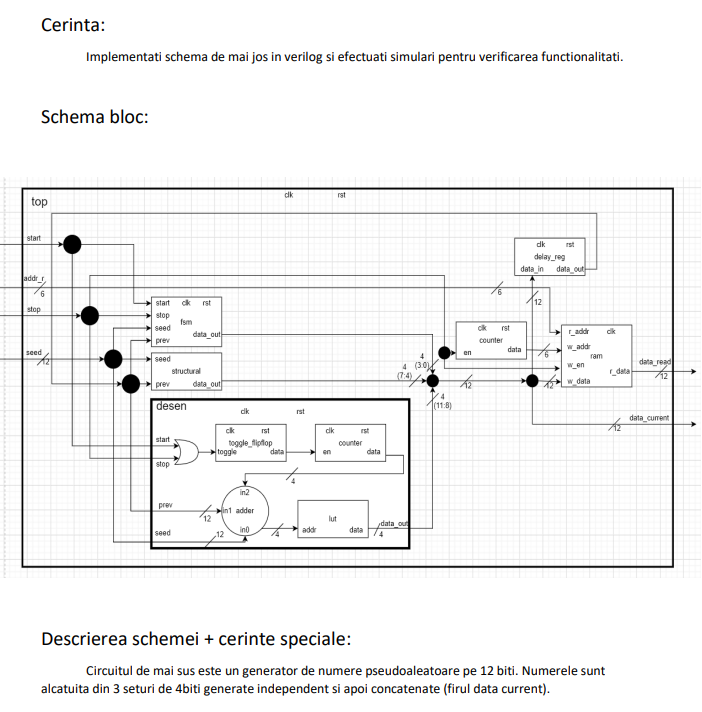 Cerinta:
Implementati schema de mai jos in verilog si efectuati simulari pentru verificarea functionalitati.
Schema bloc:
clk rst
top
start
addr_r
6
stop
seed
12
clk rst
delay_reg
data_in data_out
6
12
start clk rst
stop
fsm
seed
data_out
prev
seed
structural
prev data_out
4
(3:0)
4
(7:4)
12
4
(11:8)
clk rst
counter
en
data
6
r_addr clk
w_addr
ram
w_en
r_data
w_data
12
data_read
12
data_current
12
desen
clk rst
start
stop
clk rst
toggle_flipflop
toggle data
clk rst
counter
en data
4
in2
prev
12
in1 adder
in0
seed
12
4
lut
addr data
data_out
4
Descrierea schemei + cerinte speciale:
Circuitul de mai sus este un generator de numere pseudoaleatoare pe 12 biti. Numerele sunt
alcatuita din 3 seturi de 4biti generate independent si apoi concatenate (firul data current).